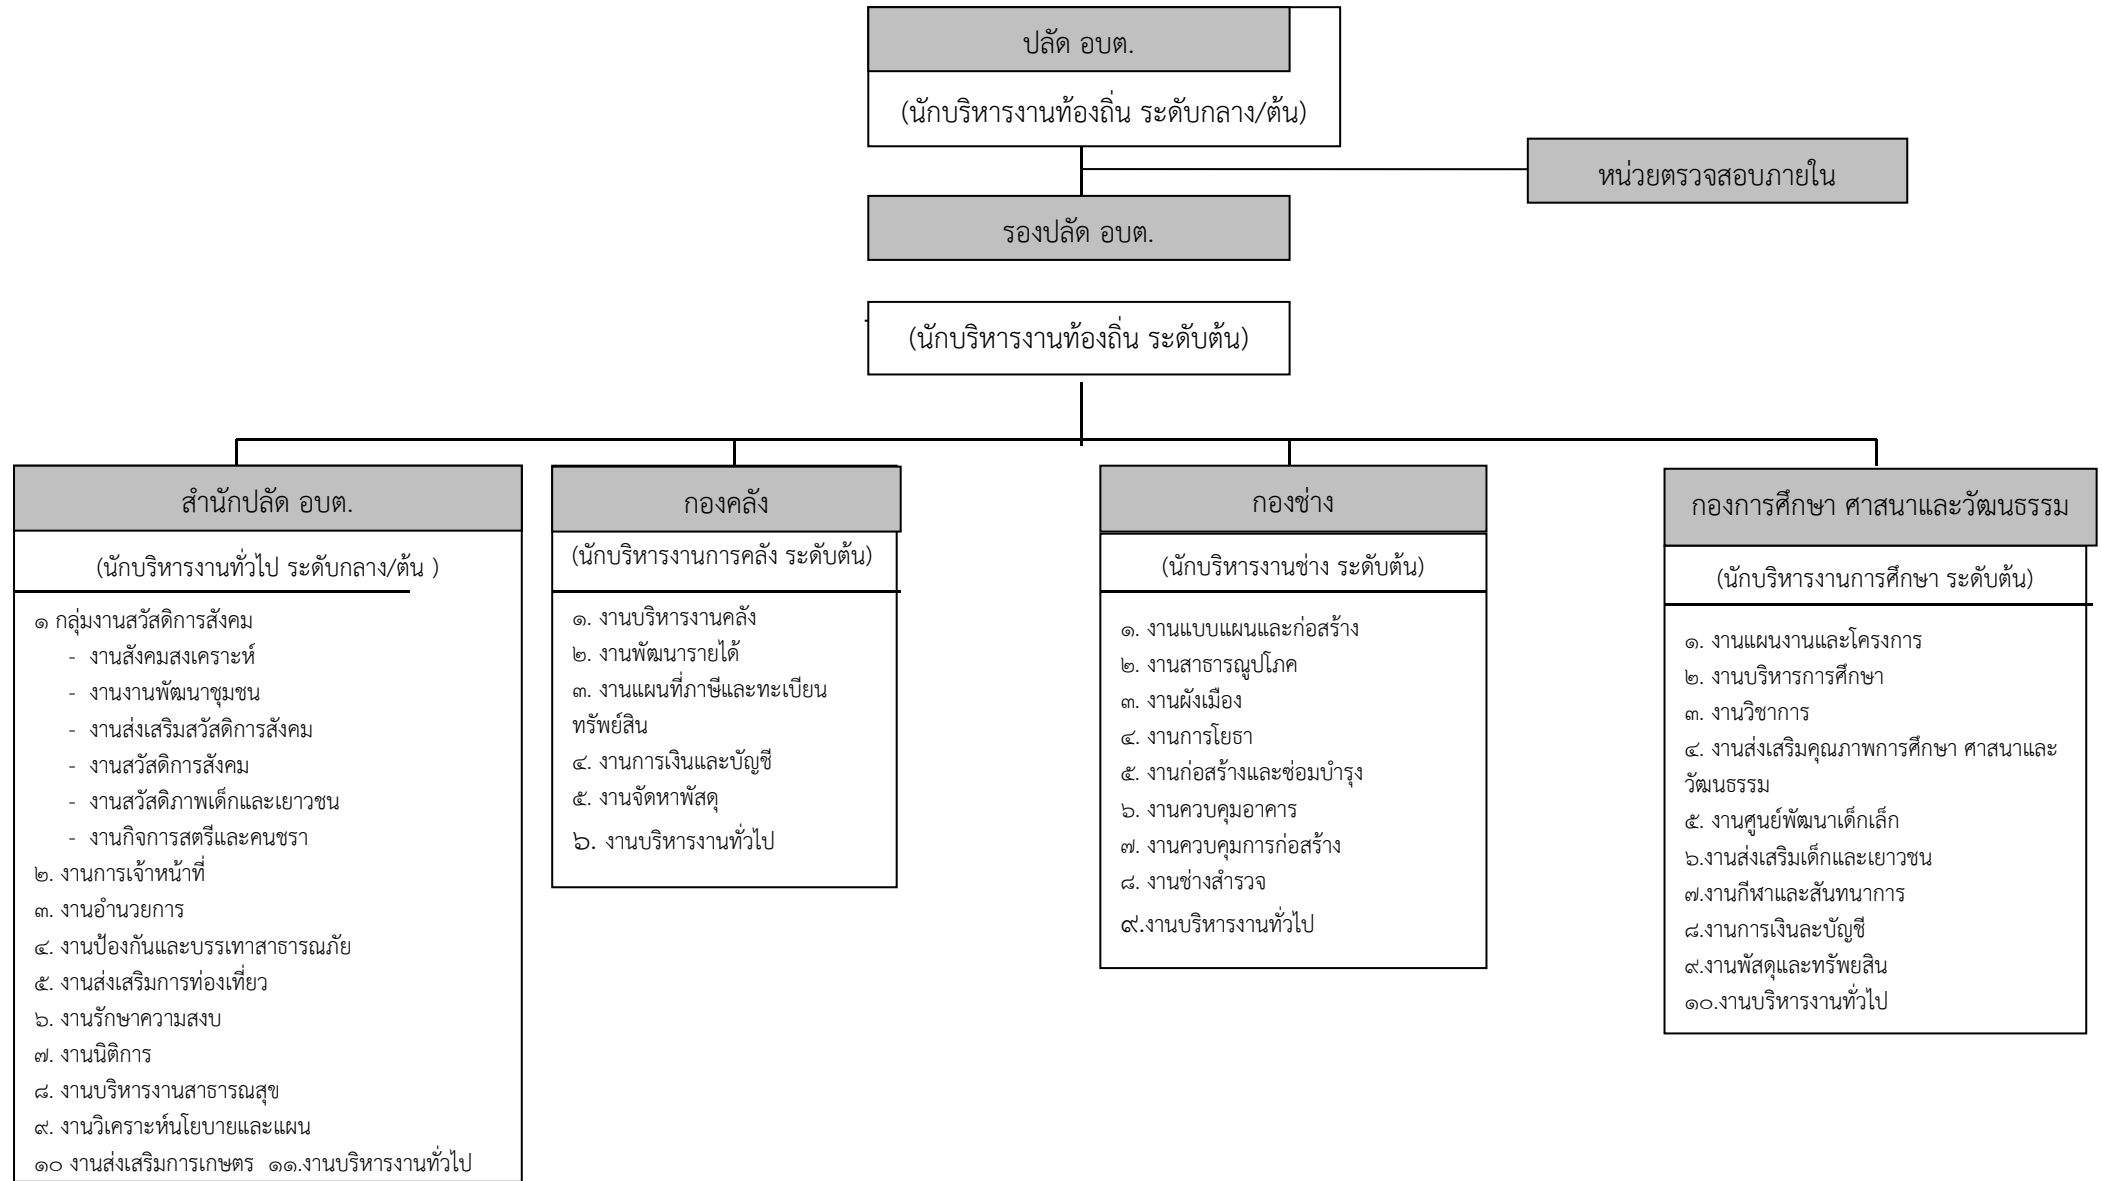 ปลัด อบต.
(นักบริหารงานท้องถิ่น ระดับกลาง/ต้น)
หน่วยตรวจสอบภายใน
รองปลัด อบต.
(นักบริหารงานท้องถิ่น ระดับต้น)
สำนักปลัด อบต.
(นักบริหารงานทั่วไป ระดับกลาง/ต้น )
๑ กลุ่มงานสวัสดิการสังคม
- งานสังคมสงเคราะห์
- งานงานพัฒนาชุมชน
- งานส่งเสริมสวัสดิการสังคม
- งานสวัสดิการสังคม
- งานสวัสดิภาพเด็กและเยาวชน
- งานกิจการสตรีและคนชรา
๒. งานการเจ้าหน้าที่
๓. งานอำนวยการ
๔. งานป้องกันและบรรเทาสาธารณภัย
๕. งานส่งเสริมการท่องเที่ยว
๖. งานรักษาความสงบ
๗. งานนิติการ
๘. งานบริหารงานสาธารณสุข
๙. งานวิเคราะห์นโยบายและแผน
๑๐ งานส่งเสริมการเกษตร ๑๑.งานบริหารงานทั่วไป
กองคลัง
(นักบริหารงานการคลัง ระดับต้น)
๑. งานบริหารงานคลัง
๒. งานพัฒนารายได้
๓. งานแผนที่ภาษีและทะเบียน
ทรัพย์สิน
๔. งานการเงินและบัญชี
๕. งานจัดหาพัสดุ
๖. งานบริหารงานทั่วไป
กองช่าง
(นักบริหารงานช่าง ระดับต้น)
๑. งานแบบแผนและก่อสร้าง
๒. งานสาธารณูปโภค
๓. งานผังเมือง
๔. งานการโยธา
๕. งานก่อสร้างและซ่อมบำรุง
๖. งานควบคุมอาคาร
๗. งานควบคุมการก่อสร้าง
๘. งานช่างสำรวจ
๙.งานบริหารงานทั่วไป
กองการศึกษา ศาสนาและวัฒนธรรม
(นักบริหารงานการศึกษา ระดับต้น)
๑. งานแผนงานและโครงการ
๒. งานบริหารการศึกษา
๓. งานวิชาการ
๔. งานส่งเสริมคุณภาพการศึกษา ศาสนาและ
วัฒนธรรม
๕. งานศูนย์พัฒนาเด็กเล็ก
๖.งานส่งเสริมเด็กและเยาวชน
๗.งานกีฬาและสันทนาการ
๘.งานการเงินละบัญชี
๙.งานพัสดุและทรัพยสิน
๑๐.งานบริหารงานทั่วไป